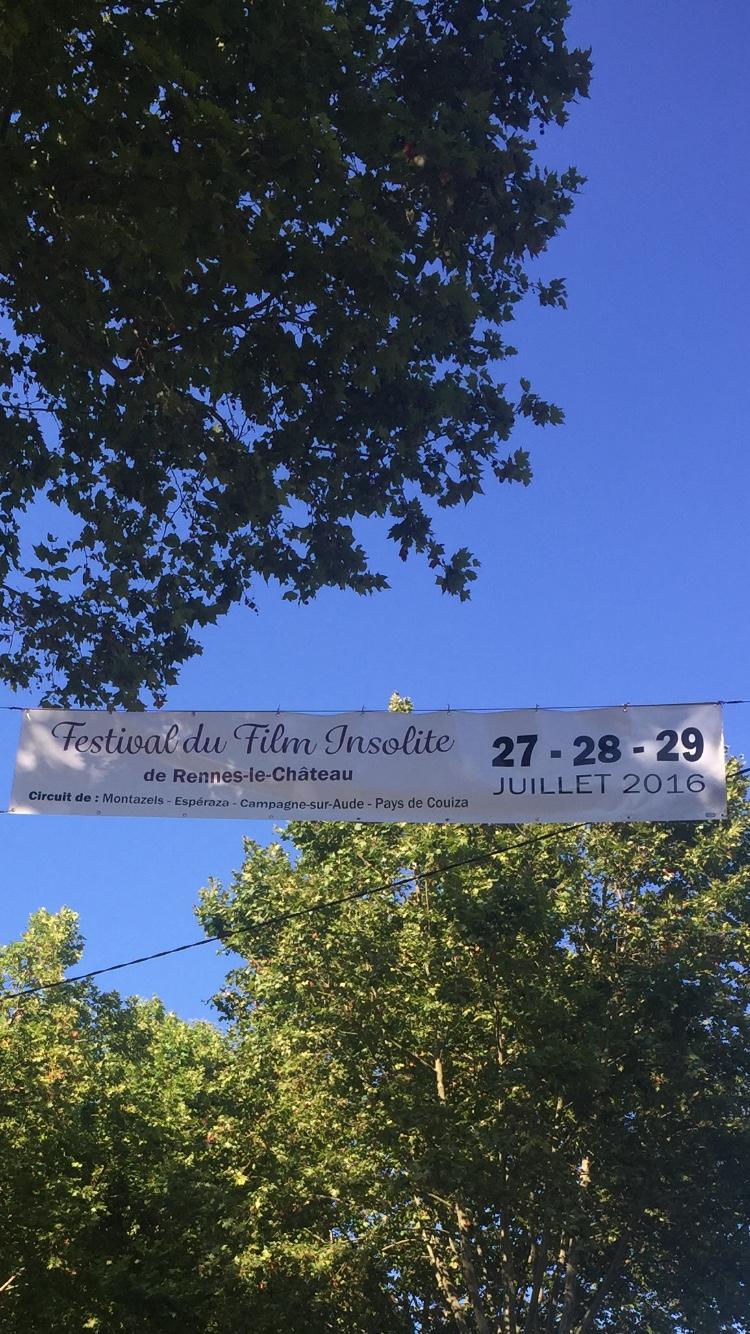 Festival du Film Insolite
de Rennes-le-Château
Circuit de : Montazels - Espéraza - Campagne-sur-Aude - Pays de Couiza
27 - 28 - 29
JUILLET 2016